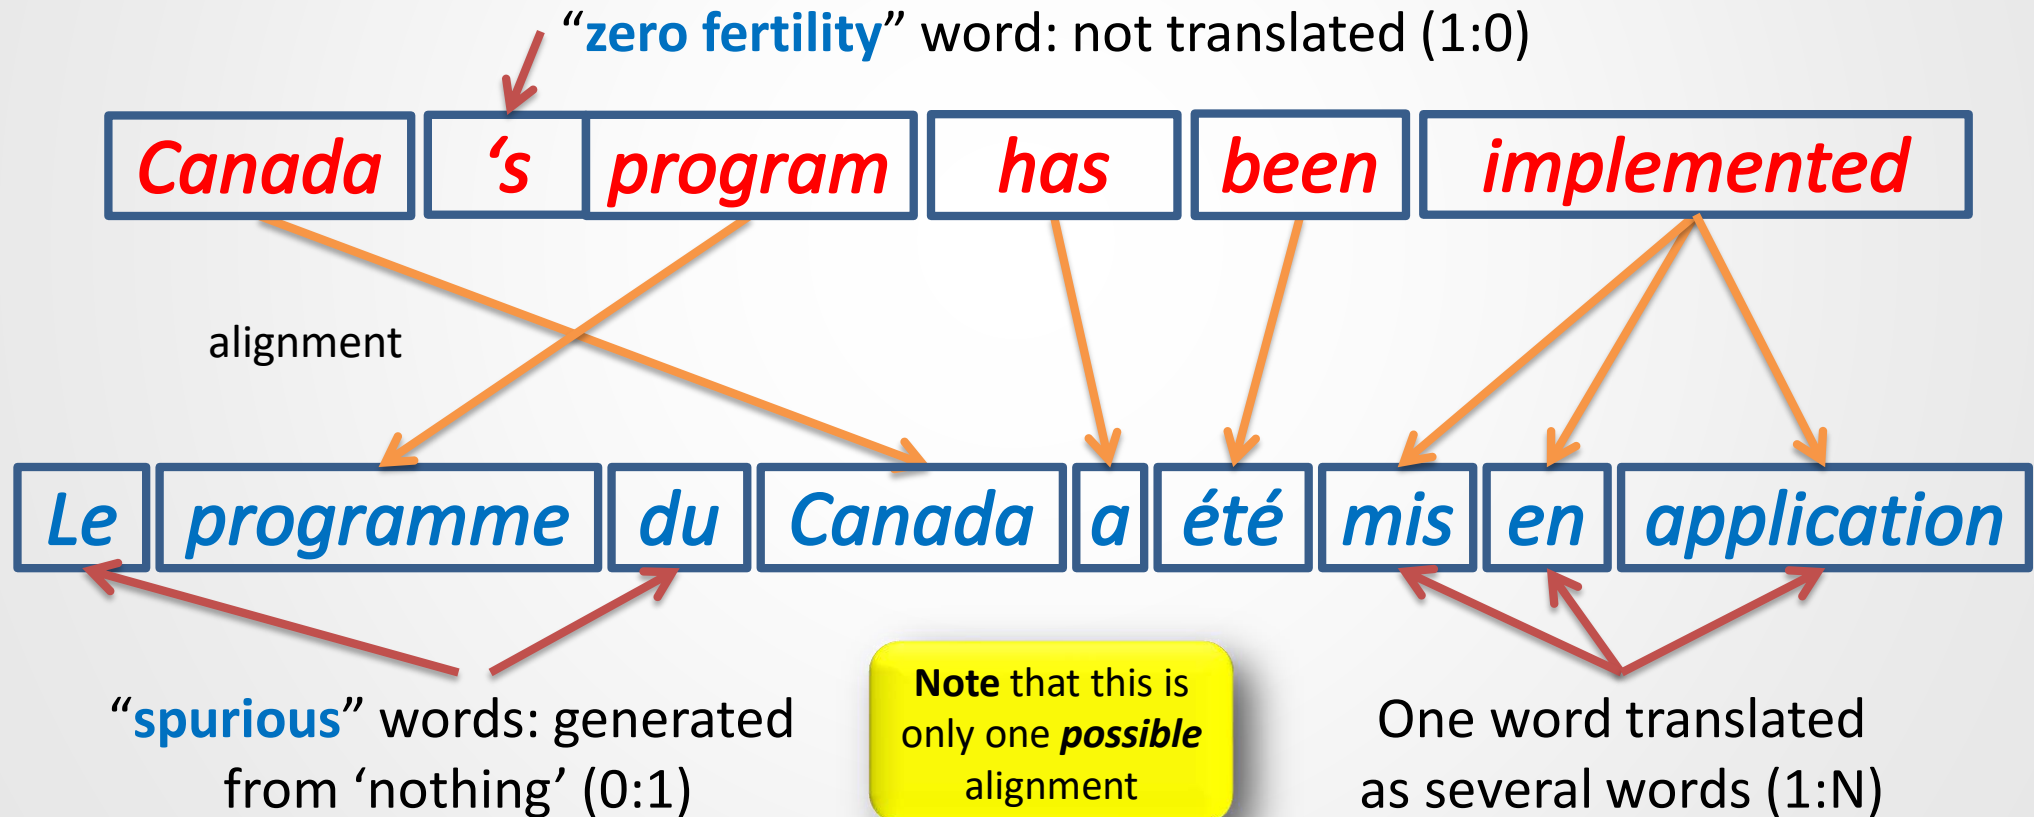 “zero fertility” word: not translated (1:0)
Canada ‘s program has been implemented
alignment
Le programme du Canada a été mis en application
“spurious” words: generated
from ‘nothing’ (0:1)
Note that this is
only one possible
alignment
One word translated
as several words (1:N)